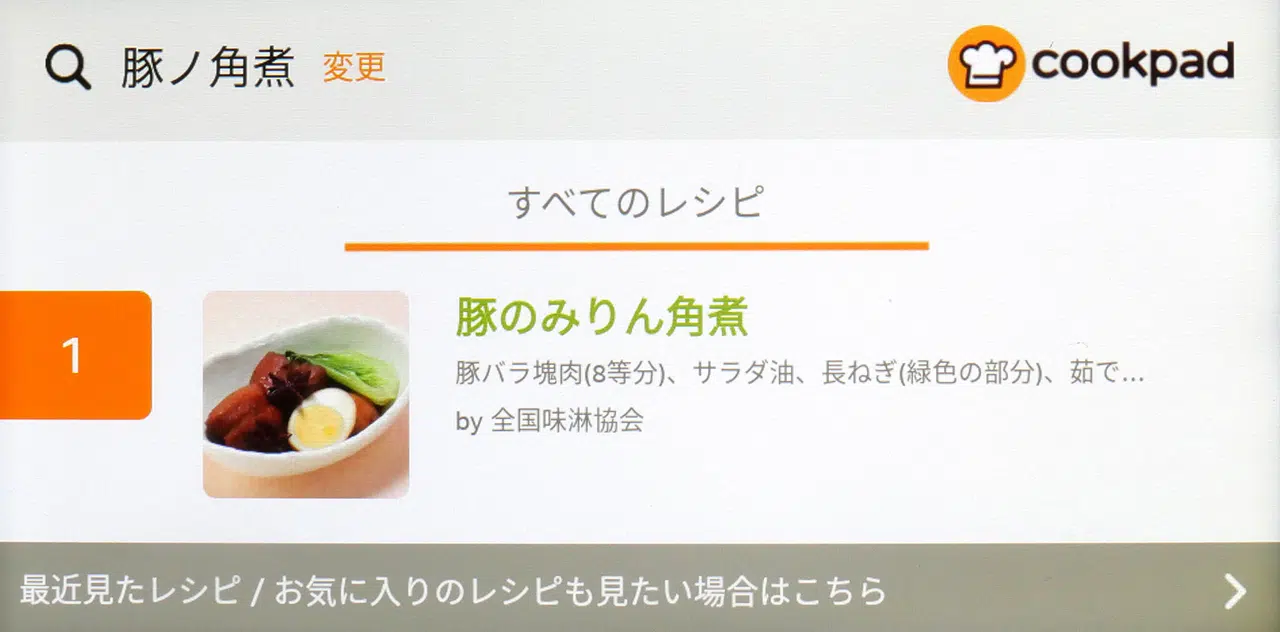 豚ノ角煮 変更 cookpad
すべてのレシピ
1
豚のみりん角煮
豚バラ塊肉(8等分)、サラダ油、長ねぎ(緑色の部分)、茹で...
by 全国味淋協会
最近見たレシピ / お気に入りのレシピも見たい場合はこちら